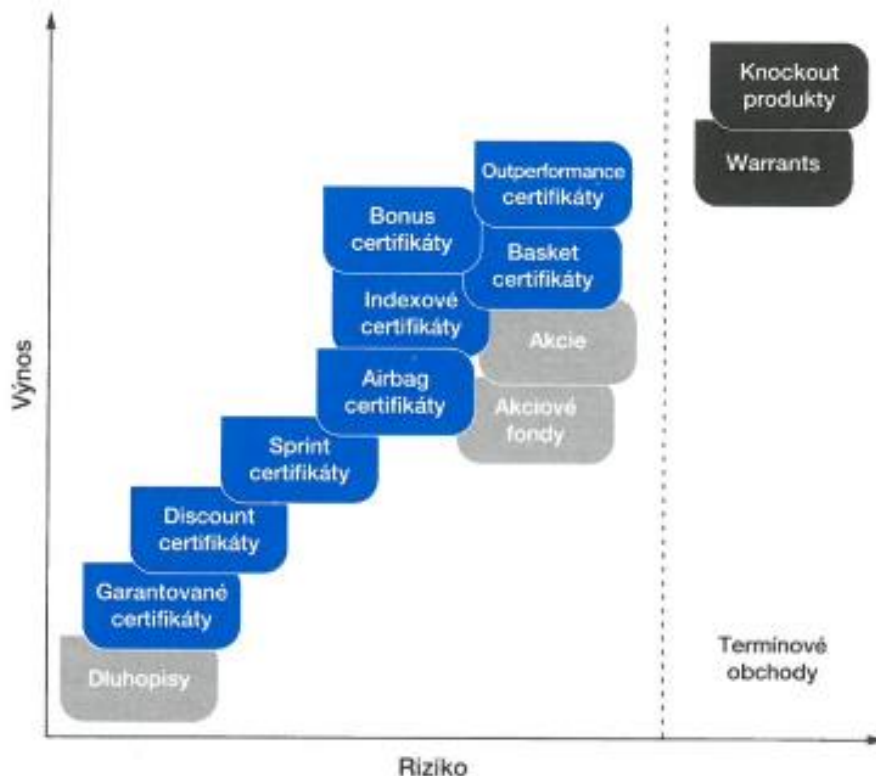 Knockout
produkty
Warrants
Outperformance
certifikáty
Bonus
certifikáty
Basket
certifikáty
Indexové
certifikáty
Akcie
Airbag
certifikáty
Akciové
fondy
Sprint
certifikáty
Discount
certifikáty
Garantované
certifikáty
Dluhopisy
Termínové
obchody
Výnos
Riziko